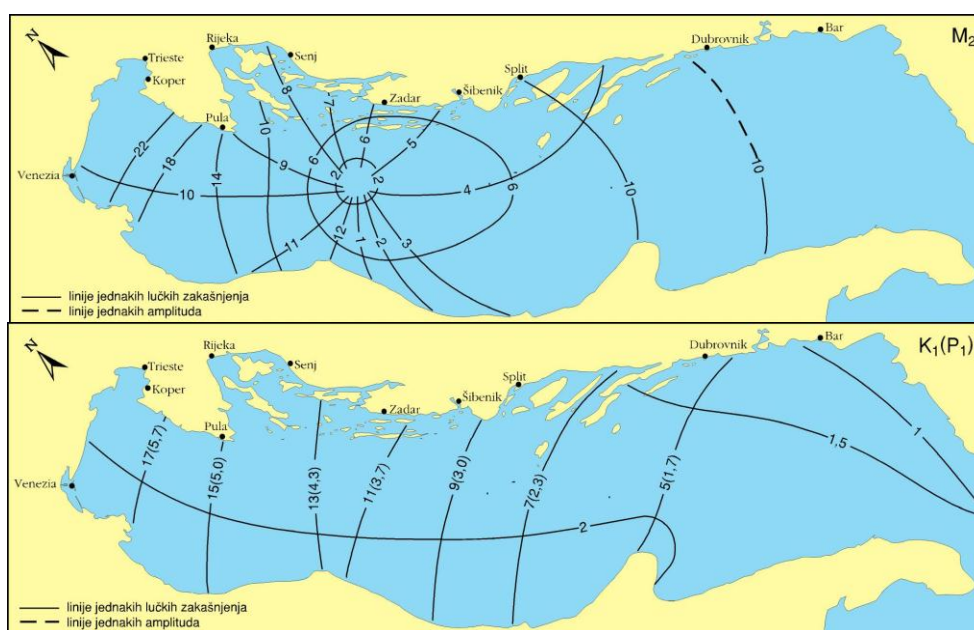 M2
N
Rijeka
Senj
Trieste
Koper
Pula
Venezia
Zadar
Šibenik
Split
Dubrovnik
Bar
22
18
14
10
10
9
8
7
6
5
6
2
2
4
6
11
12
1
2
3
10
10
linije jednakih lučkih zakašnjenja
linije jednakih amplituda
K1(P1)
N
Rijeka
Senj
Trieste
Koper
Pula
Venezia
Zadar
Šibenik
Split
Dubrovnik
Bar
17(5,7)
15(5,0)
13(4,3)
11(3,7)
9(3,0)
7(2,3)
5(1,7)
1,5
1
2
linije jednakih lučkih zakašnjenja
linije jednakih amplituda